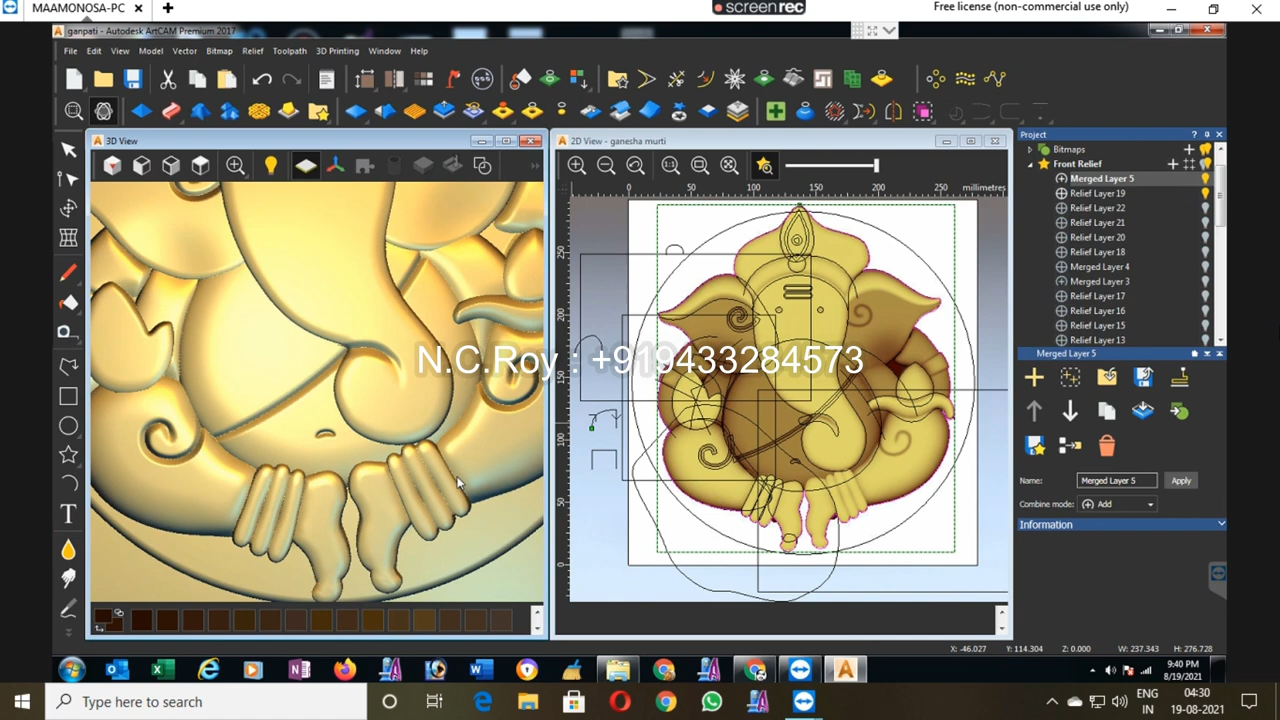 MAAMONOSA-PC
screenrec
Free license (non-commercial use only)
ganpati - Autodesk ArtCAM Premium 2017
File Edit View Model Vector Bitmap Relief Toolpath 3D Printing Window Help
3D View
2D View - ganesha murti
Project
Bitmaps
Front Relief
Merged Layer 5
Relief Layer 19
Relief Layer 22
Relief Layer 21
Relief Layer 20
Relief Layer 18
Merged Layer 4
Merged Layer 3
Relief Layer 17
Relief Layer 16
Relief Layer 15
Relief Layer 13
0 50 100 150 200 250 millimetres
250
200
150
100
50
0
N.C.Roy : +919433284573
Merged Layer 5
Name: Merged Layer 5 Apply
Combine mode: Add
Information
X: -46.027 Y: 114.304 Z: 0.000 W: 237.343 H: 276.728
9:40 PM
8/19/2021
Type here to search
ENG
IN
04:30
19-08-2021